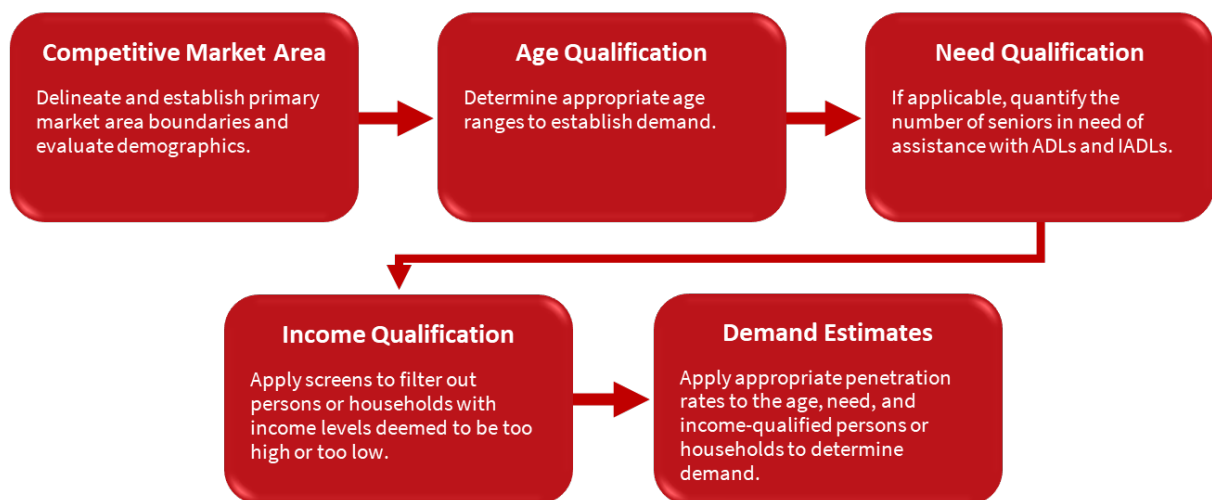 Competitive Market Area
Delineate and establish primary
market area boundaries and
evaluate demographics.
Age Qualification
Determine appropriate age
ranges to establish demand.
Need Qualification
If applicable, quantify the
number of seniors in need of
assistance with ADLs and IADLs.
Income Qualification
Apply screens to filter out
persons or households with
income levels deemed to be too
high or too low.
Demand Estimates
Apply appropriate penetration
rates to the age, need, and
income-qualified persons or
households to determine
demand.